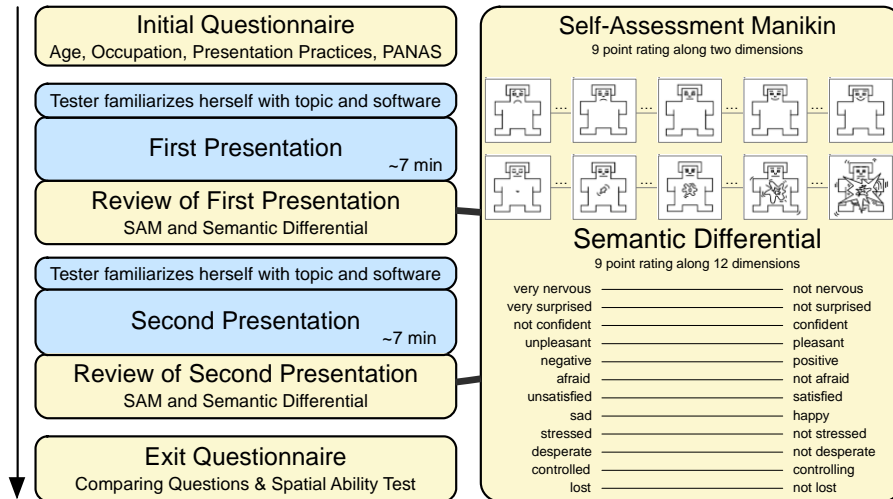 Initial Questionnaire
Age, Occupation, Presentation Practices, PANAS
Tester familiarizes herself with topic and software
First Presentation
~7 min
Review of First Presentation
SAM and Semantic Differential
Tester familiarizes herself with topic and software
Second Presentation
~7 min
Review of Second Presentation
SAM and Semantic Differential
Exit Questionnaire
Comparing Questions & Spatial Ability Test
Self-Assessment Manikin
9 point rating along two dimensions
... ... ... ...
... ... ... ...
Semantic Differential
9 point rating along 12 dimensions
very nervous not nervous
very surprised not surprised
not confident confident
unpleasant pleasant
negative positive
afraid not afraid
unsatisfied satisfied
sad happy
stressed not stressed
desperate not desperate
controlled controlling
lost not lost